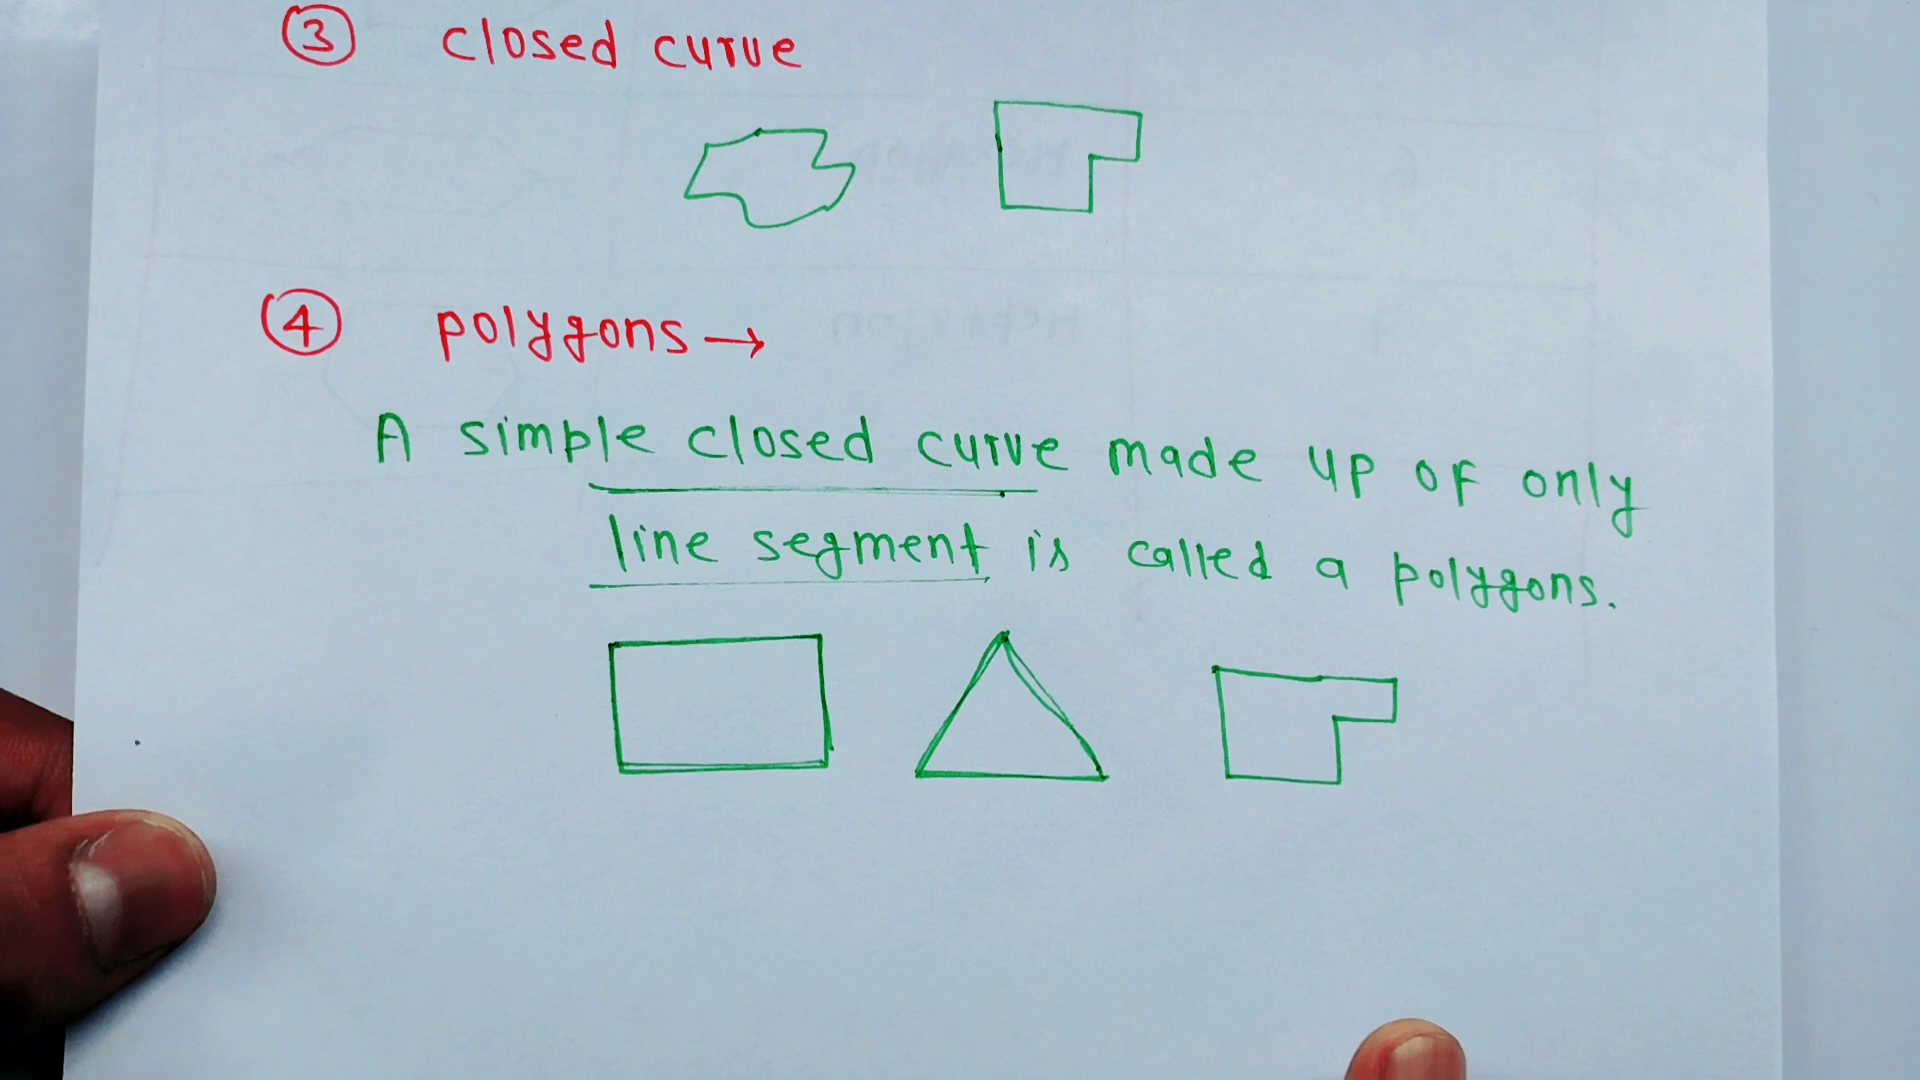 3 closed curve
4 polygons →
A simple closed curve made up of only
line segment is called a polygons.